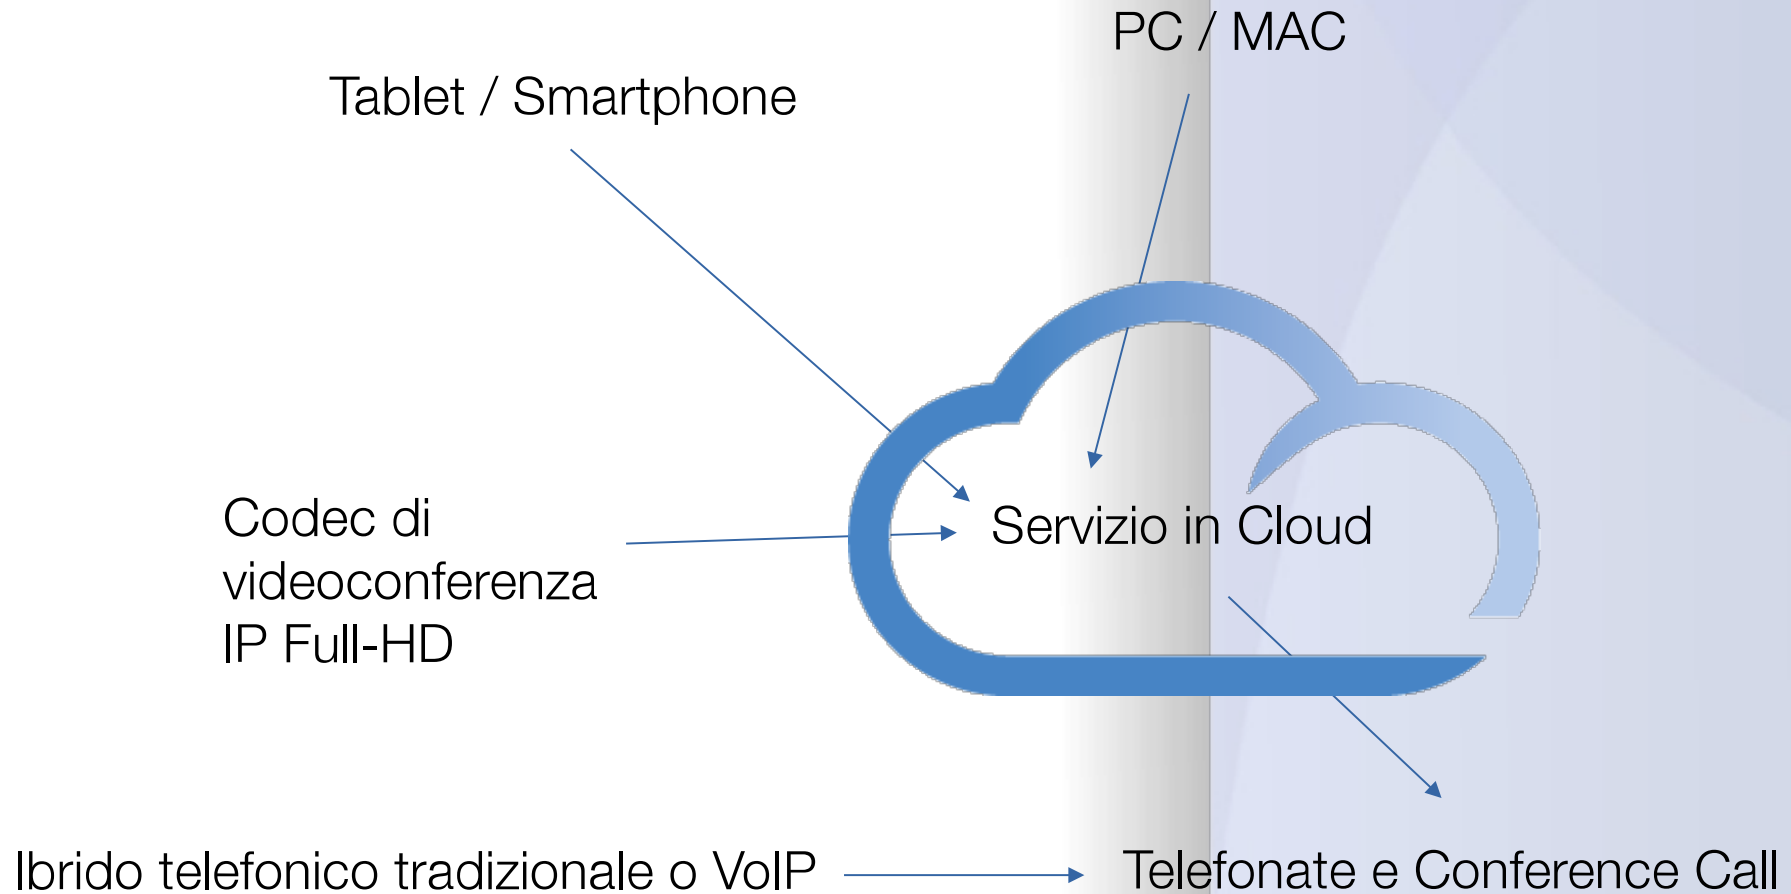 PC / MAC
Tablet / Smartphone
Codec di
videoconferenza
IP Full-HD
Servizio in Cloud
Ibrido telefonico tradizionale o VoIP
Telefonate e Conference Call